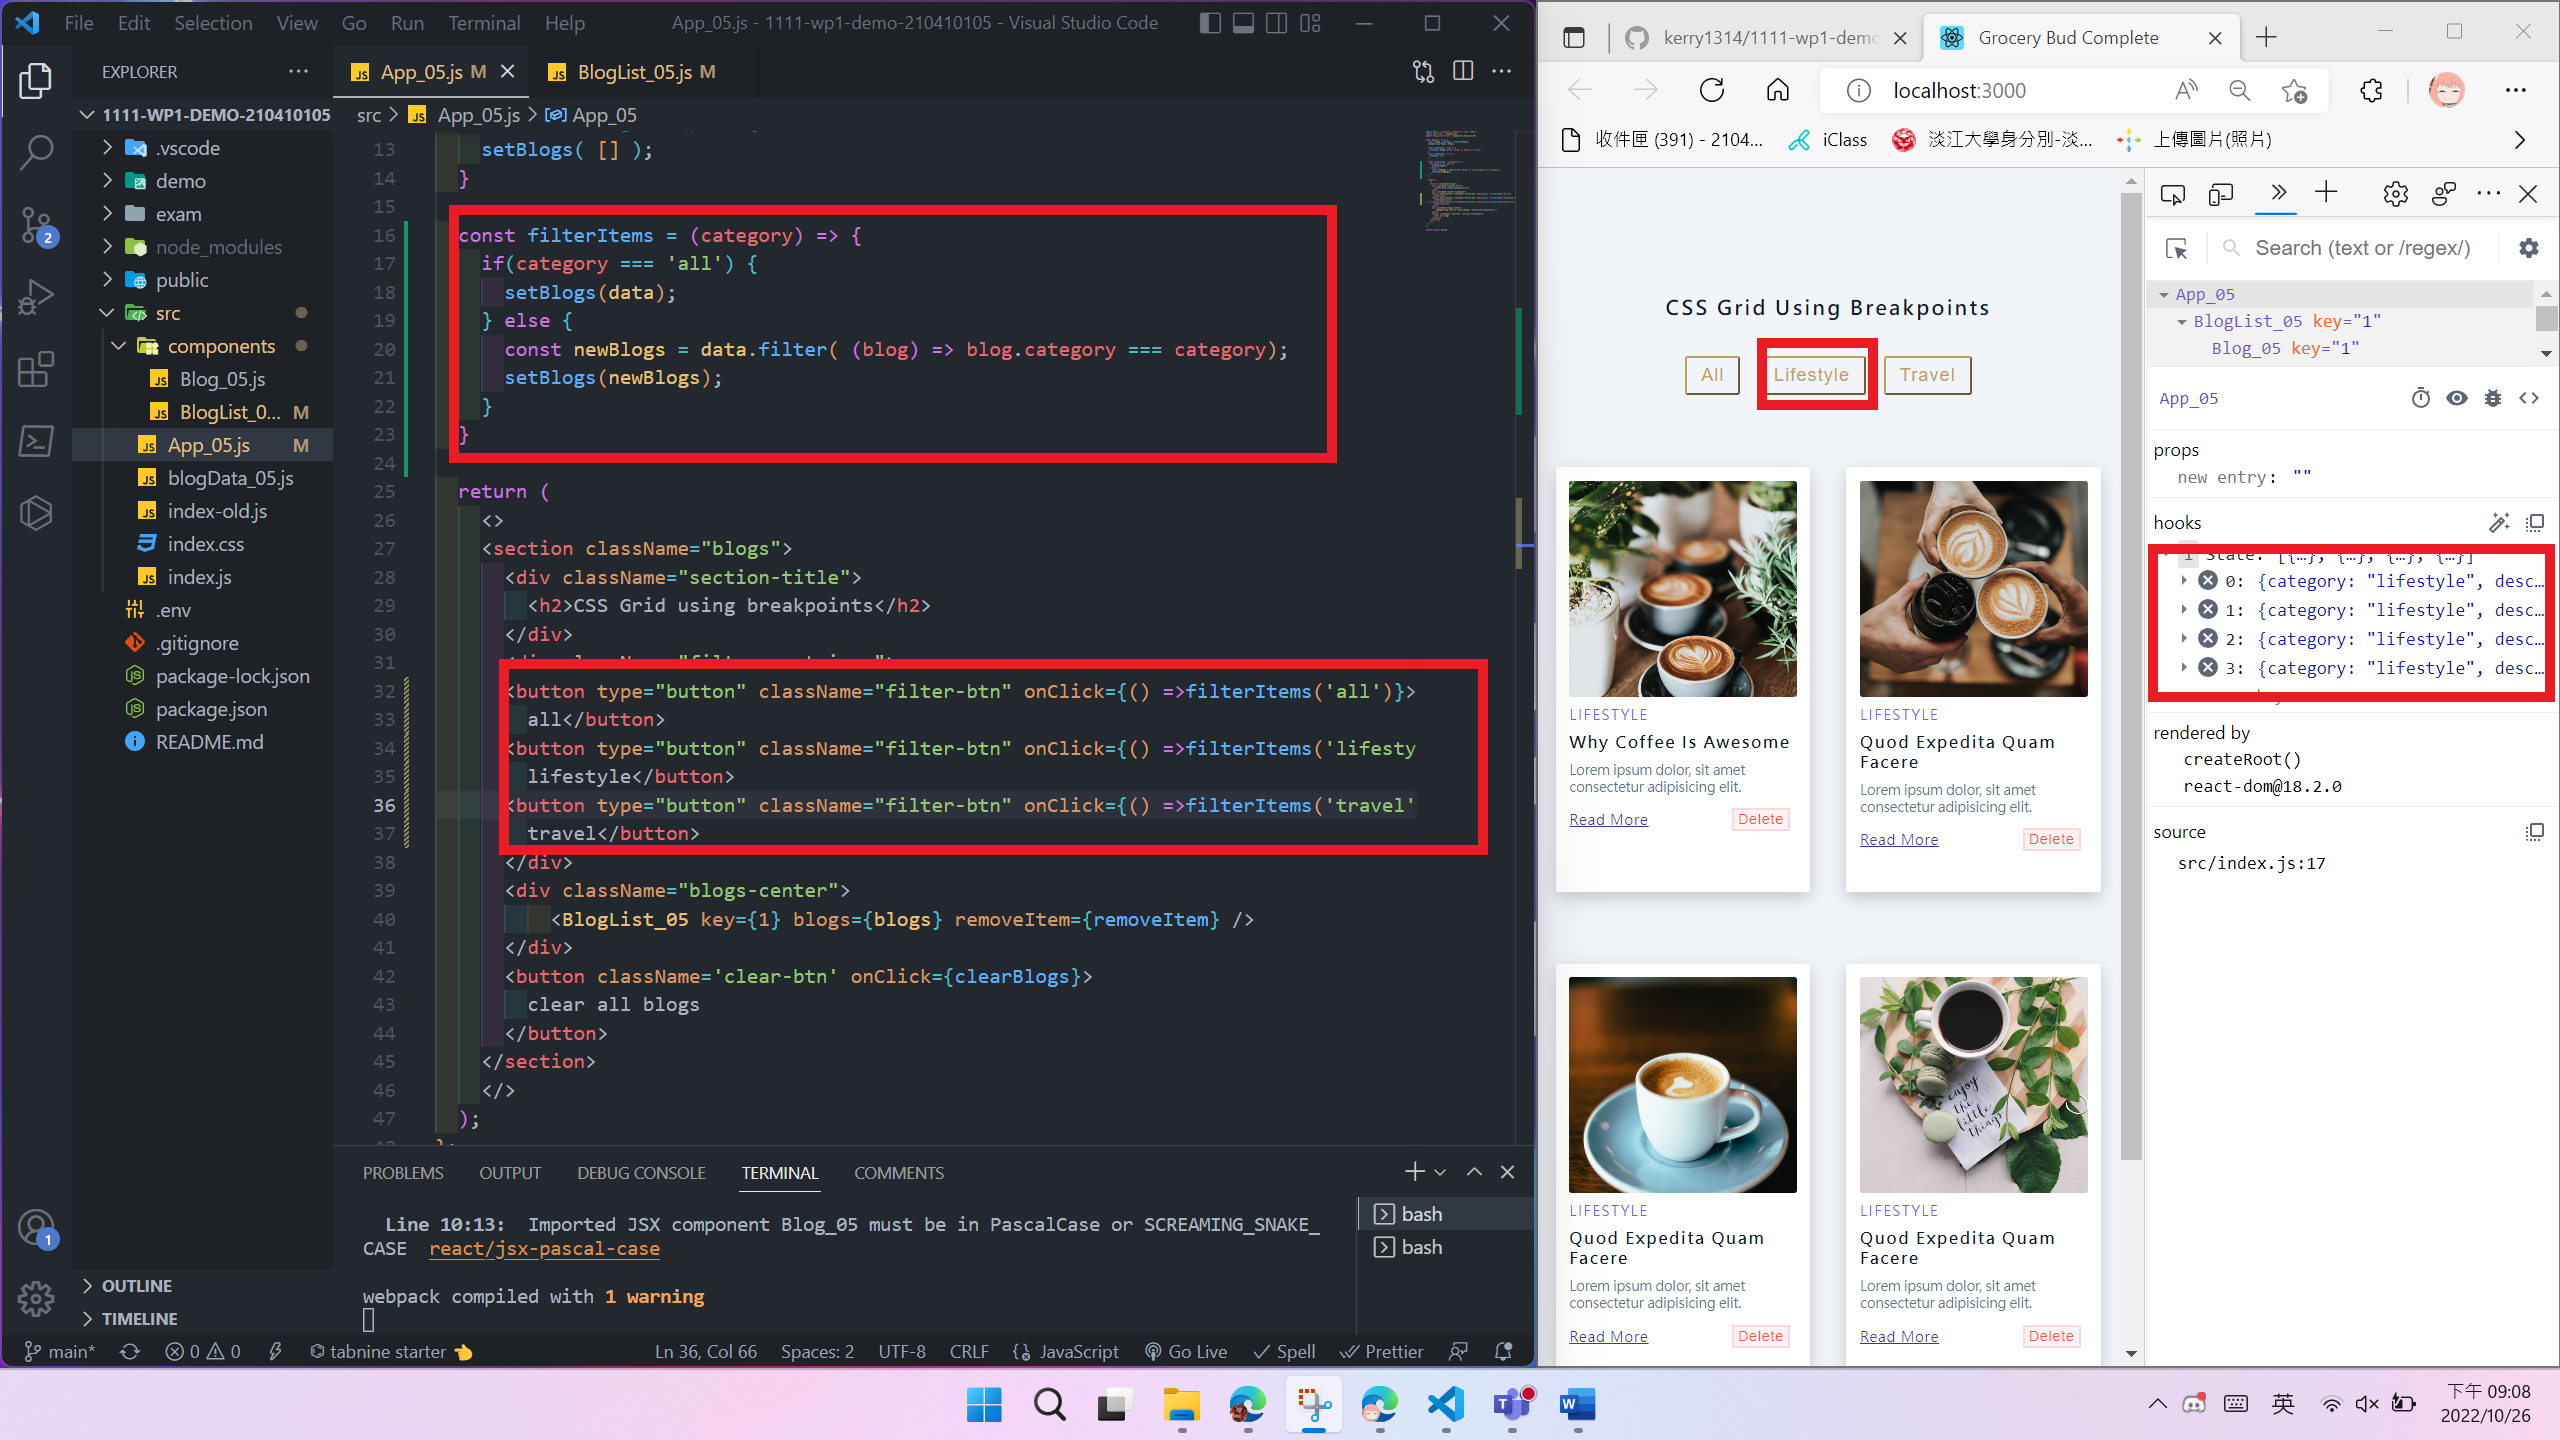 File Edit Selection View Go Run Terminal Help
App_05.js - 1111-wp1-demo-210410105 - Visual Studio Code
EXPLORER
1111-WP1-DEMO-210410105
.vscode
demo
exam
node_modules
public
src
components
Blog_05.js
BlogList_0... M
App_05.js M
blogData_05.js
index-old.js
index.css
index.js
.env
.gitignore
package-lock.json
package.json
README.md
OUTLINE
TIMELINE
2
1
App_05.js M
BlogList_05.js M
src > App_05.js > App_05
13 setBlogs( [] );
14 }
15
16 const filterItems = (category) => {
17 if(category === 'all') {
18 setBlogs(data);
19 } else {
20 const newBlogs = data.filter( (blog) => blog.category === category);
21 setBlogs(newBlogs);
22 }
23 }
24
25 return (
26 <>
27 <section className="blogs">
28 <div className="section-title">
29 <h2>CSS Grid using breakpoints</h2>
30 </div>
31
32 <button type="button" className="filter-btn" onClick={() =>filterItems('all')}>
33 all</button>
34 <button type="button" className="filter-btn" onClick={() =>filterItems('lifesty
35 lifestyle</button>
36 <button type="button" className="filter-btn" onClick={() =>filterItems('travel'
37 travel</button>
38 </div>
39 <div className="blogs-center">
40 <BlogList_05 key={1} blogs={blogs} removeItem={removeItem} />
41 </div>
42 <button className='clear-btn' onClick={clearBlogs}>
43 clear all blogs
44 </button>
45 </section>
46 </>
47 );
PROBLEMS OUTPUT DEBUG CONSOLE TERMINAL COMMENTS
Line 10:13: Imported JSX component Blog_05 must be in PascalCase or SCREAMING_SNAKE_
CASE react/jsx-pascal-case
webpack compiled with 1 warning
bash
bash
main* 0 0 tabnine starter
Ln 36, Col 66 Spaces: 2 UTF-8 CRLF {} JavaScript Go Live Spell Prettier
kerry1314/1111-wp1-demo
Grocery Bud Complete
localhost:3000
收件匣 (391) - 2104...
iClass
淡江大學身分別-淡...
上傳圖片(照片)
CSS Grid Using Breakpoints
All
Lifestyle
Travel
LIFESTYLE
Why Coffee Is Awesome
Lorem ipsum dolor, sit amet
consectetur adipisicing elit.
Read More
Delete
LIFESTYLE
Quod Expedita Quam
Facere
Lorem ipsum dolor, sit amet
consectetur adipisicing elit.
Read More
Delete
enjoy
the
little
things
LIFESTYLE
Quod Expedita Quam
Facere
Lorem ipsum dolor, sit amet
consectetur adipisicing elit.
Read More
Delete
LIFESTYLE
Quod Expedita Quam
Facere
Lorem ipsum dolor, sit amet
consectetur adipisicing elit.
Read More
Delete
Search (text or /regex/)
App_05
BlogList_05 key="1"
Blog_05 key="1"
App_05
props
new entry: ""
hooks
1 State: [{…}, {…}, {…}, {…}]
0: {category: "lifestyle", desc…
1: {category: "lifestyle", desc…
2: {category: "lifestyle", desc…
3: {category: "lifestyle", desc…
rendered by
createRoot()
react-dom@18.2.0
source
src/index.js:17
英
下午 09:08
2022/10/26